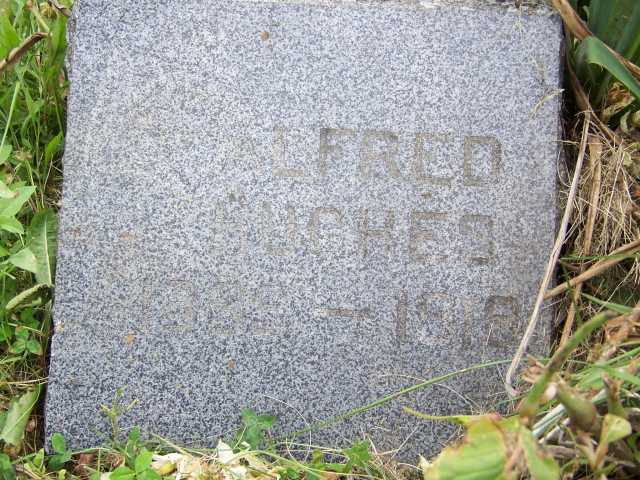 ALFRED
HUGHES
— 1918